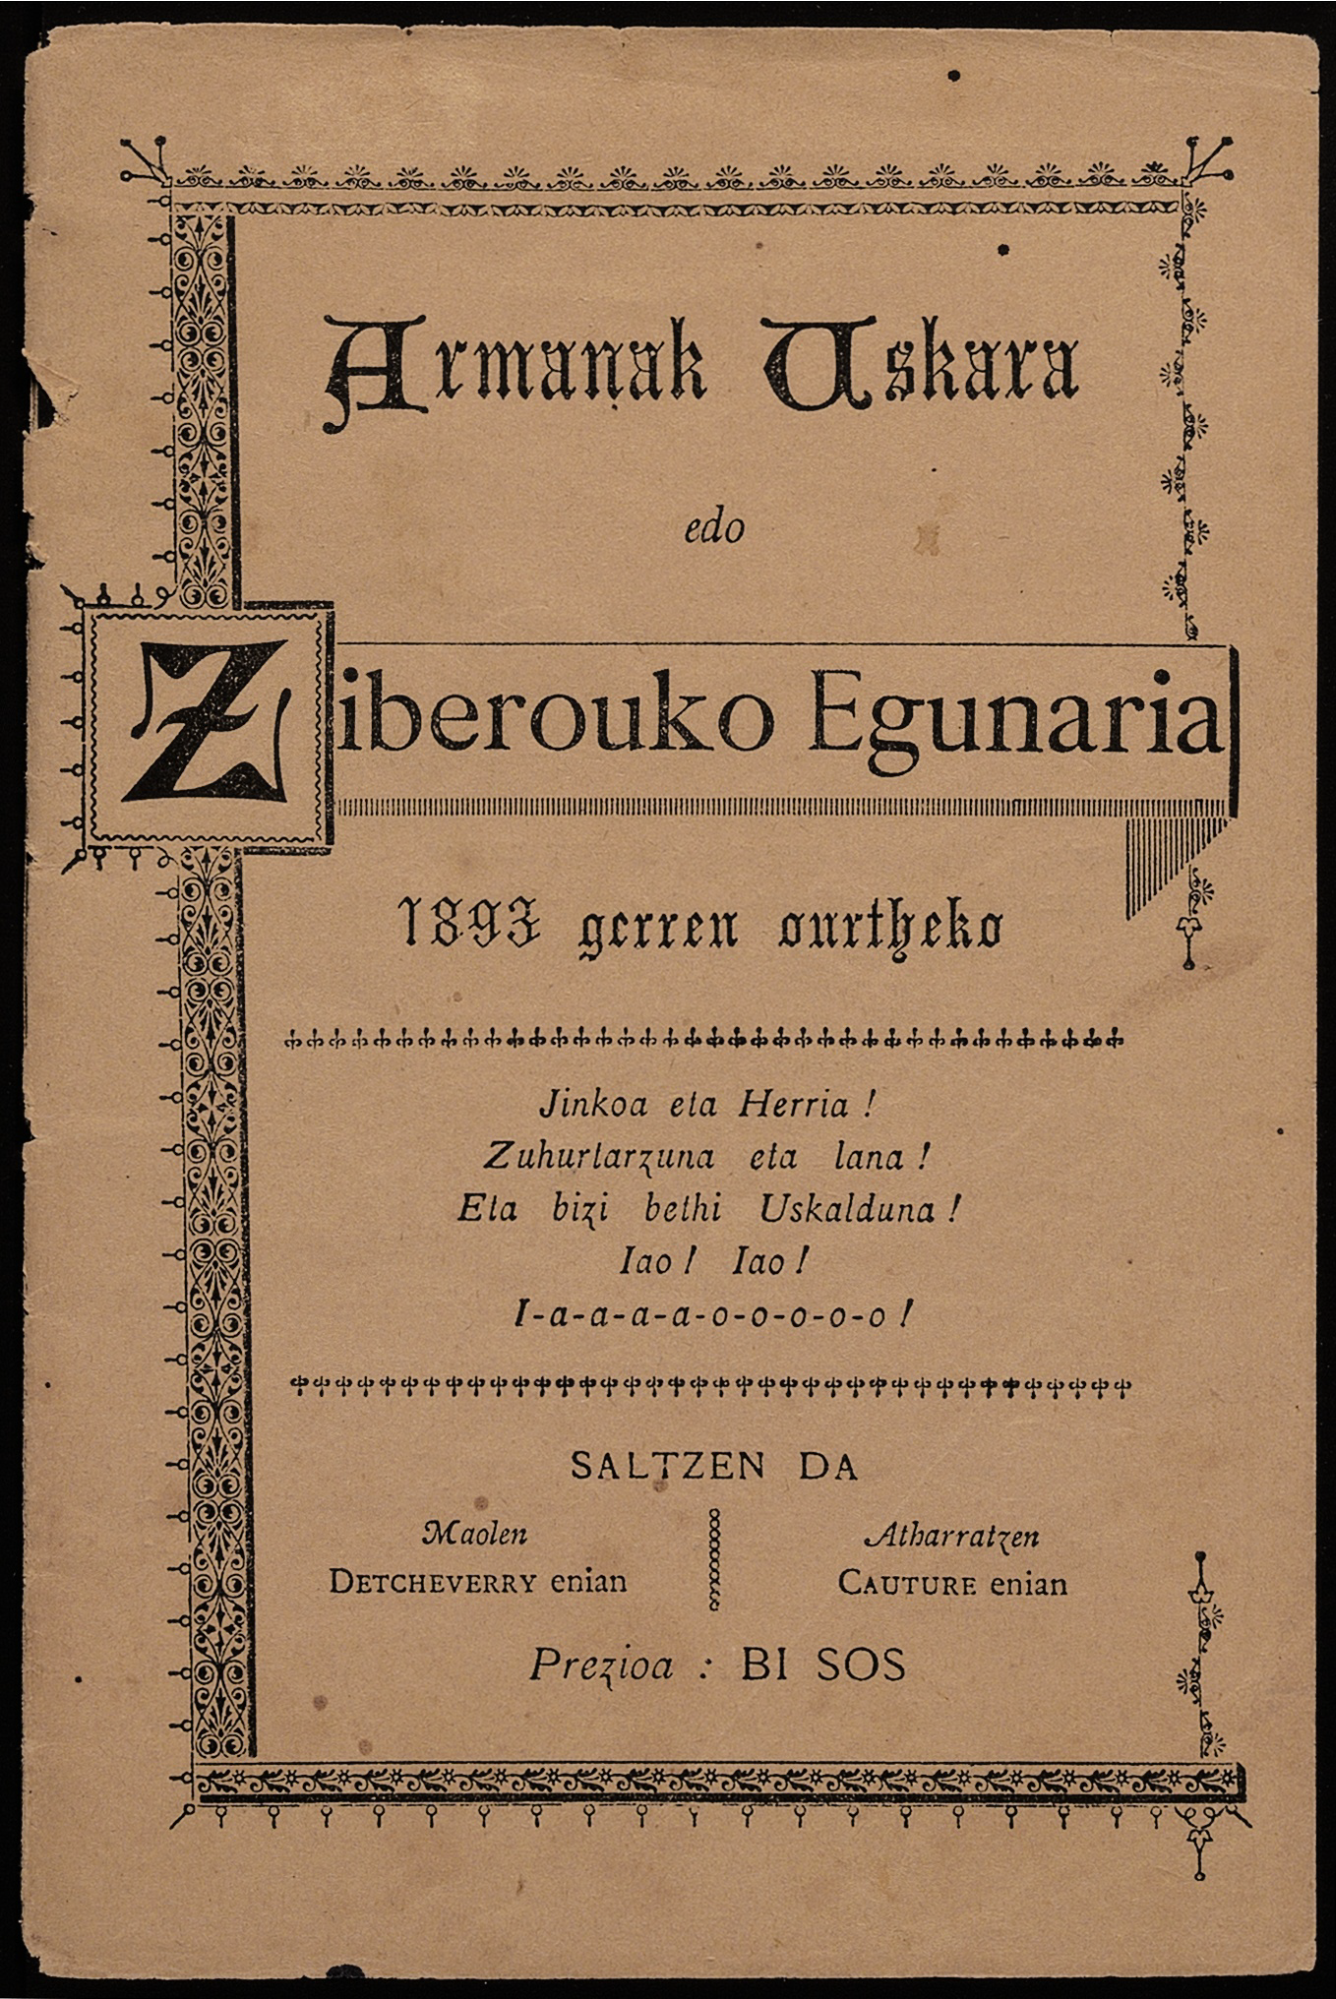 Armanak Uskara
edo
Ziberouko Egunaria
1893 gerren ourtheko
Jinkoa eta Herria !
Zuhurtarzuna eta lana !
Eta bizi bethi Uskalduna !
Iao ! Iao !
I-a-a-a-a-o-o-o-o-o !
SALTZEN DA
Maolen
DETCHEVERRY enian
Atharratzen
CAUTURE enian
Prezioa : BI SOS